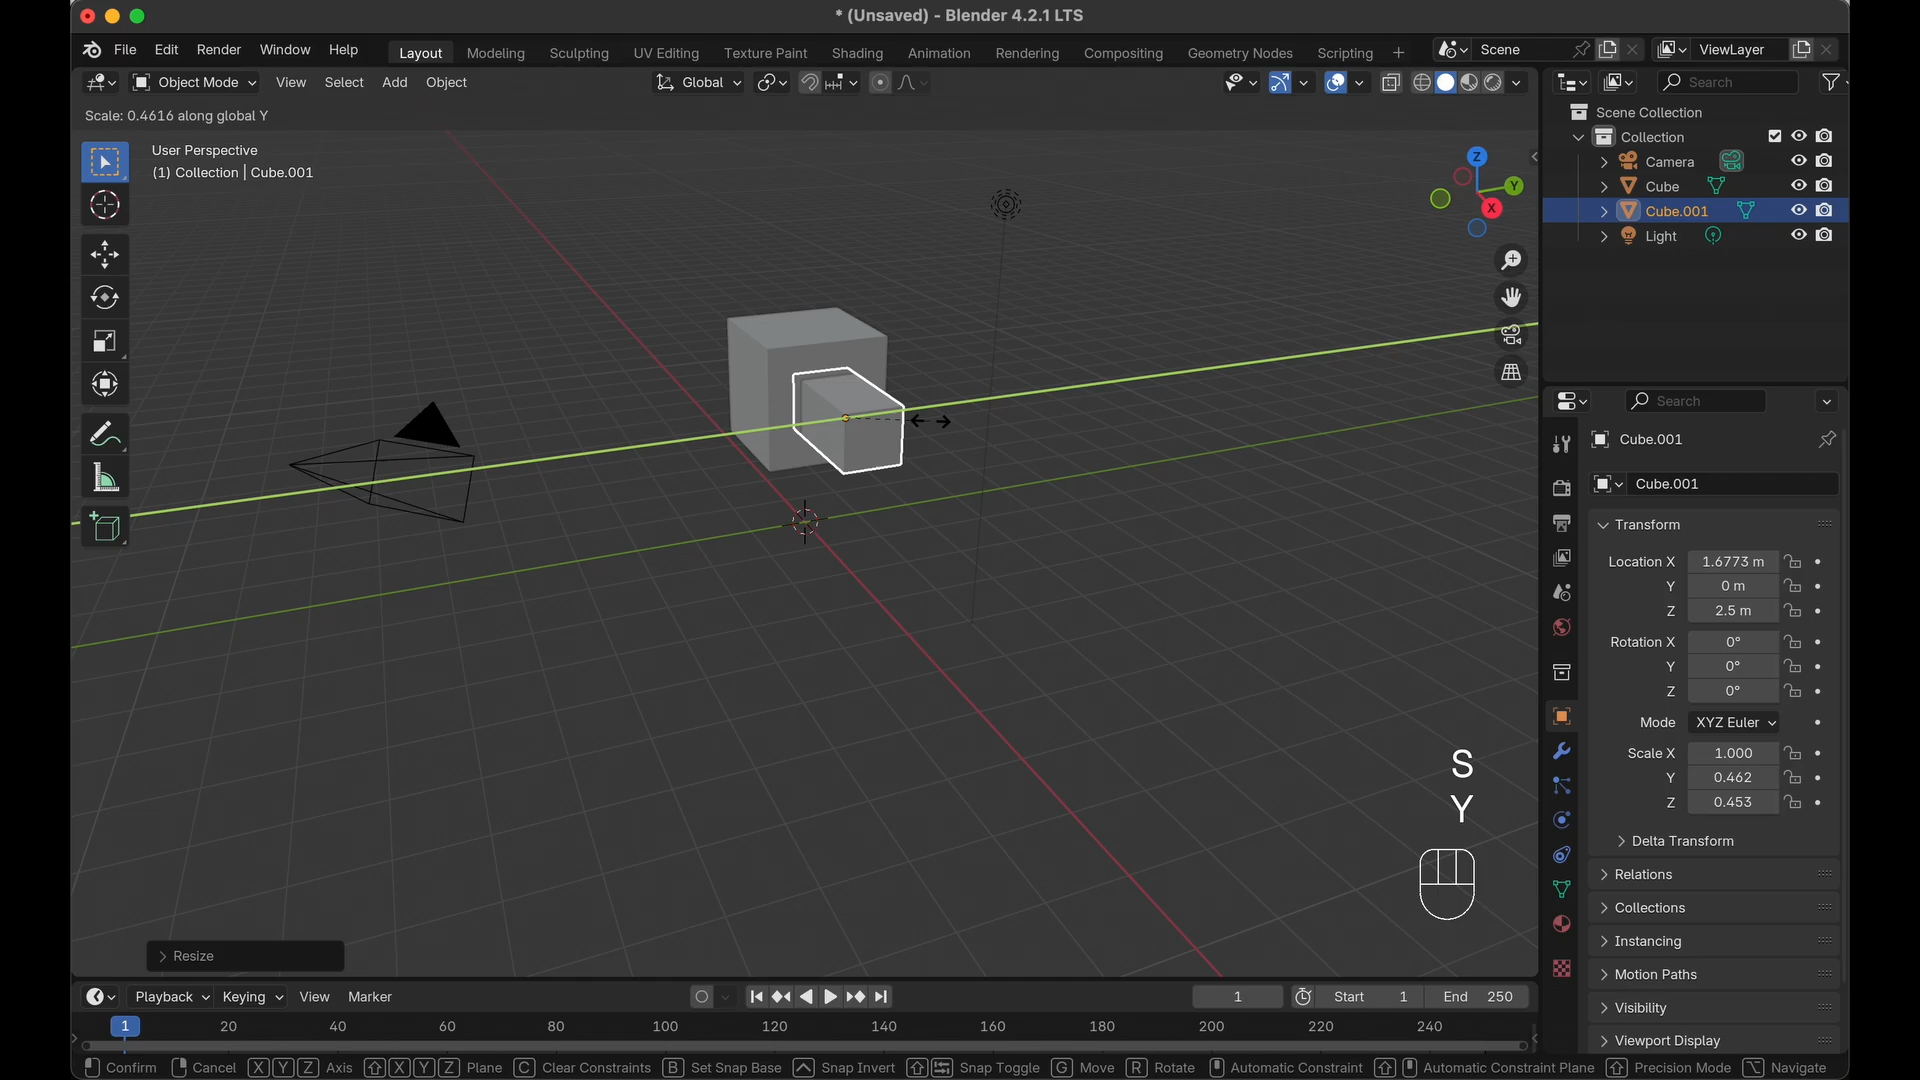 * (Unsaved) - Blender 4.2.1 LTS
File Edit Render Window Help Layout Modeling Sculpting UV Editing Texture Paint Shading Animation Rendering Compositing Geometry Nodes Scripting + Scene ViewLayer
Object Mode View Select Add Object Global Search
Scale: 0.4616 along global Y
User Perspective
(1) Collection | Cube.001
Z
Y
X
Scene Collection
Collection
Camera
Cube
Cube.001
Light
Search
Cube.001
Cube.001
Transform
Location X 1.6773 m
Y 0 m
Z 2.5 m
Rotation X 0°
Y 0°
Z 0°
Mode XYZ Euler
Scale X 1.000
Y 0.462
Z 0.453
Delta Transform
Relations
Collections
Instancing
Motion Paths
Visibility
Viewport Display
S
Y
Resize
Playback Keying View Marker 1 Start 1 End 250
1 20 40 60 80 100 120 140 160 180 200 220 240
Confirm Cancel X Y Z Axis X Y Z Plane C Clear Constraints B Set Snap Base Snap Invert Snap Toggle G Move R Rotate Automatic Constraint Automatic Constraint Plane Precision Mode Navigate